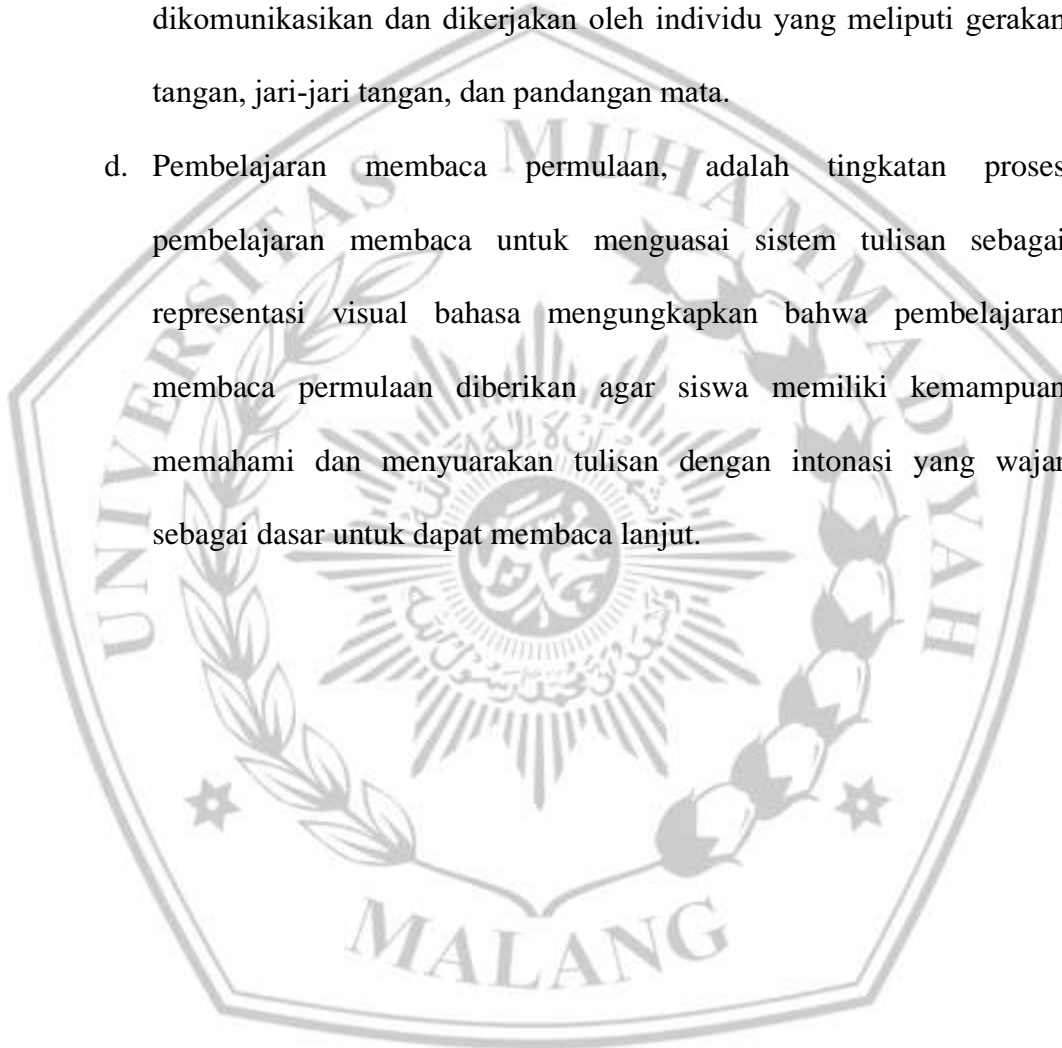 dikomunikasikan dan dikerjakan oleh individu yang meliputi gerakan
tangan, jari-jari tangan, dan pandangan mata.
d. Pembelajaran membaca permulaan, adalah tingkatan proses
pembelajaran membaca untuk menguasai sistem tulisan sebagai
representasi visual bahasa mengungkapkan bahwa pembelajaran
membaca permulaan diberikan agar siswa memiliki kemampuan
memahami dan menyuarakan tulisan dengan intonasi yang wajar
sebagai dasar untuk dapat membaca lanjut.
UNIVERSITAS MUHAMMADIYAH
MALANG